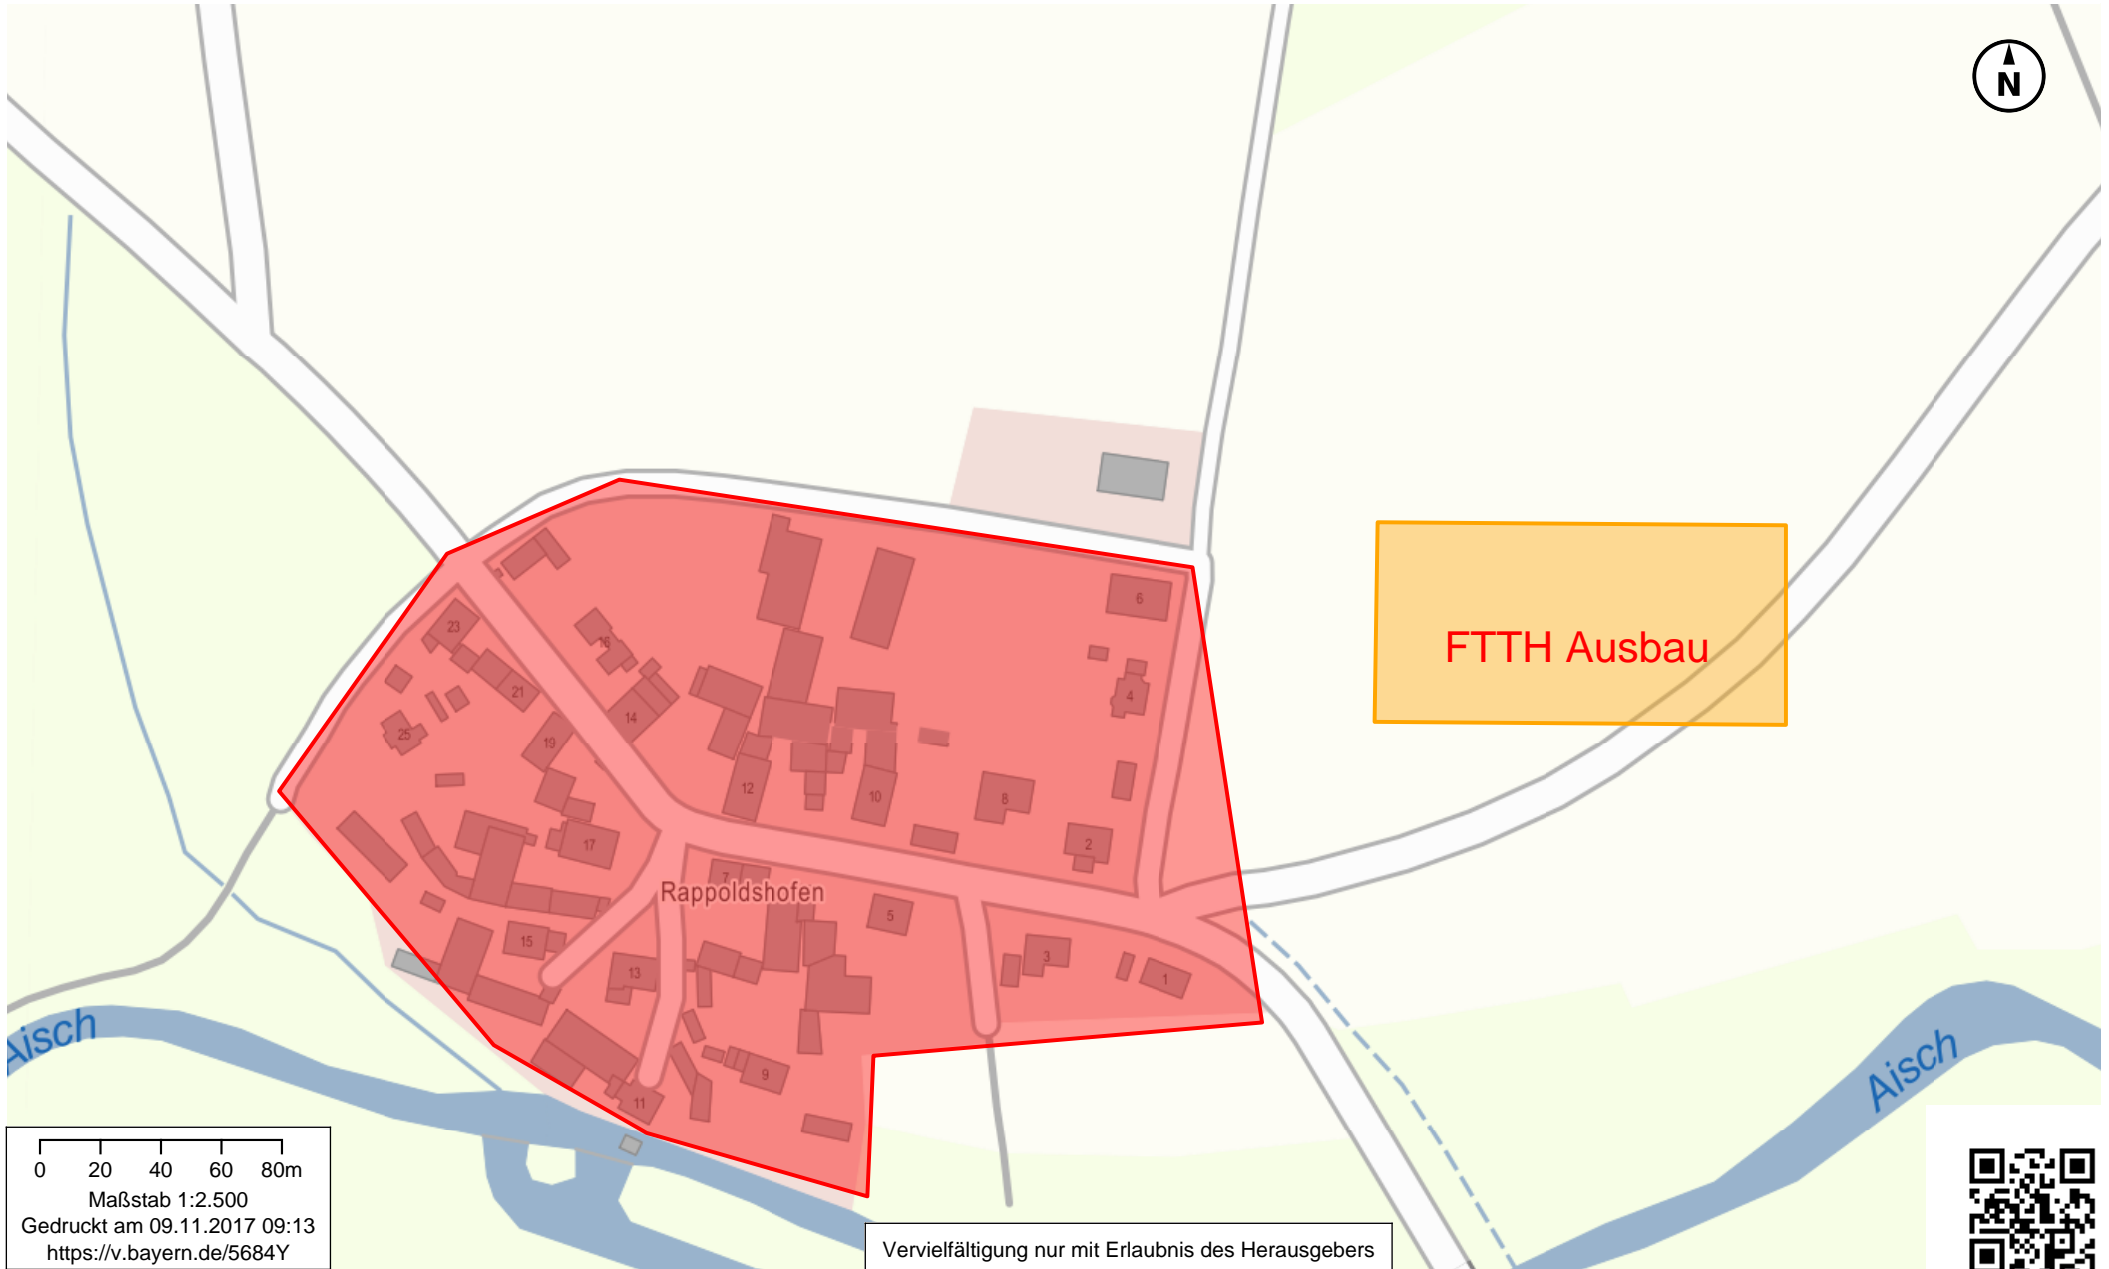 N
6
23
16
4
21
14
25
19
12
10
8
2
17
7
Rappoldshofen
5
15
3
13
1
9
11
FTTH Ausbau
Aisch
Aisch
0 20 40 60 80m
Maßstab 1:2.500
Gedruckt am 09.11.2017 09:13
https://v.bayern.de/5684Y
Vervielfältigung nur mit Erlaubnis des Herausgebers